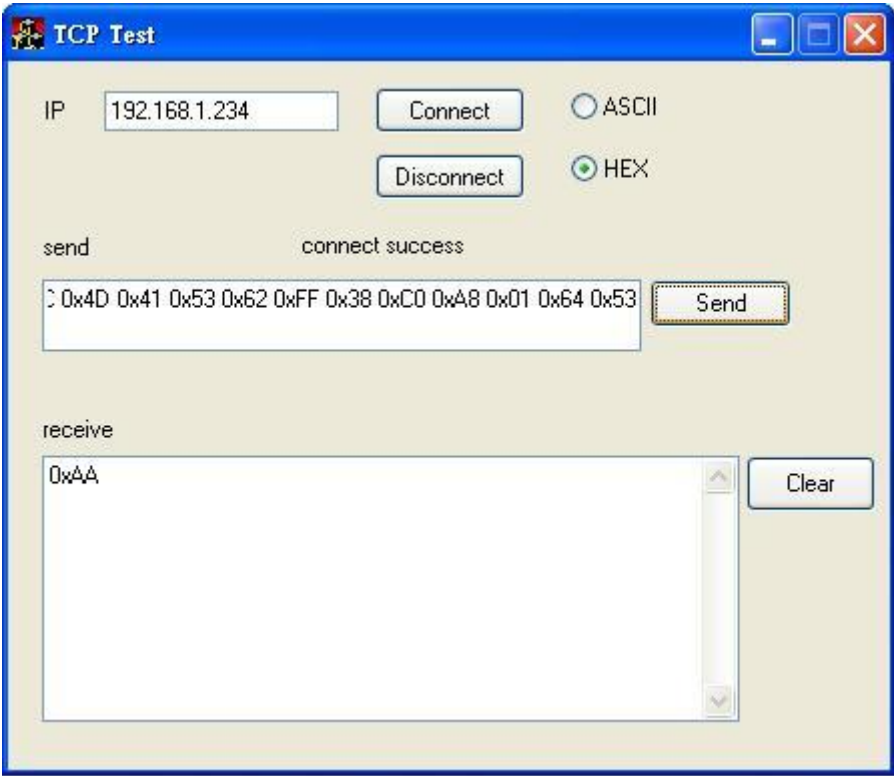 TCP Test
IP 192.168.1.234 Connect ASCII
Disconnect HEX
send connect success
0x4D 0x41 0x53 0x62 0xFF 0x38 0xC0 0xA8 0x01 0x64 0x53 Send
receive
0xAA
Clear